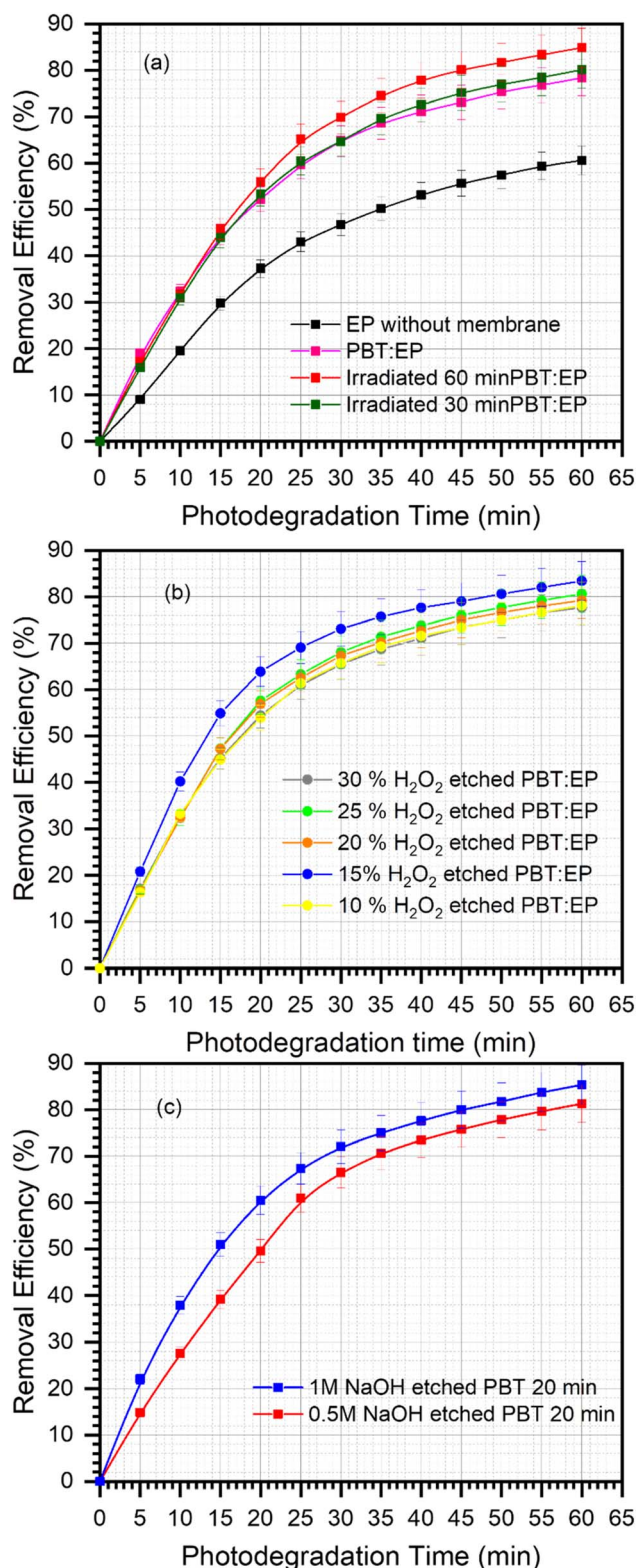 90
80
70
60
50
40
30
20
10
0
Removal Efficiency (%)
(a)
EP without membrane
PBT:EP
Irradiated 60 minPBT:EP
Irradiated 30 minPBT:EP
0 5 10 15 20 25 30 35 40 45 50 55 60 65
Photodegradation Time (min)
90
80
70
60
50
40
30
20
10
0
Removal Efficiency (%)
(b)
30 % H₂O₂ etched PBT:EP
25 % H₂O₂ etched PBT:EP
20 % H₂O₂ etched PBT:EP
15% H₂O₂ etched PBT:EP
10 % H₂O₂ etched PBT:EP
0 5 10 15 20 25 30 35 40 45 50 55 60 65
Photodegradation time (min)
90
80
70
60
50
40
30
20
10
0
Removal Efficiency (%)
(c)
1M NaOH etched PBT 20 min
0.5M NaOH etched PBT 20 min
0 5 10 15 20 25 30 35 40 45 50 55 60 65
Photodegradation Time (min)